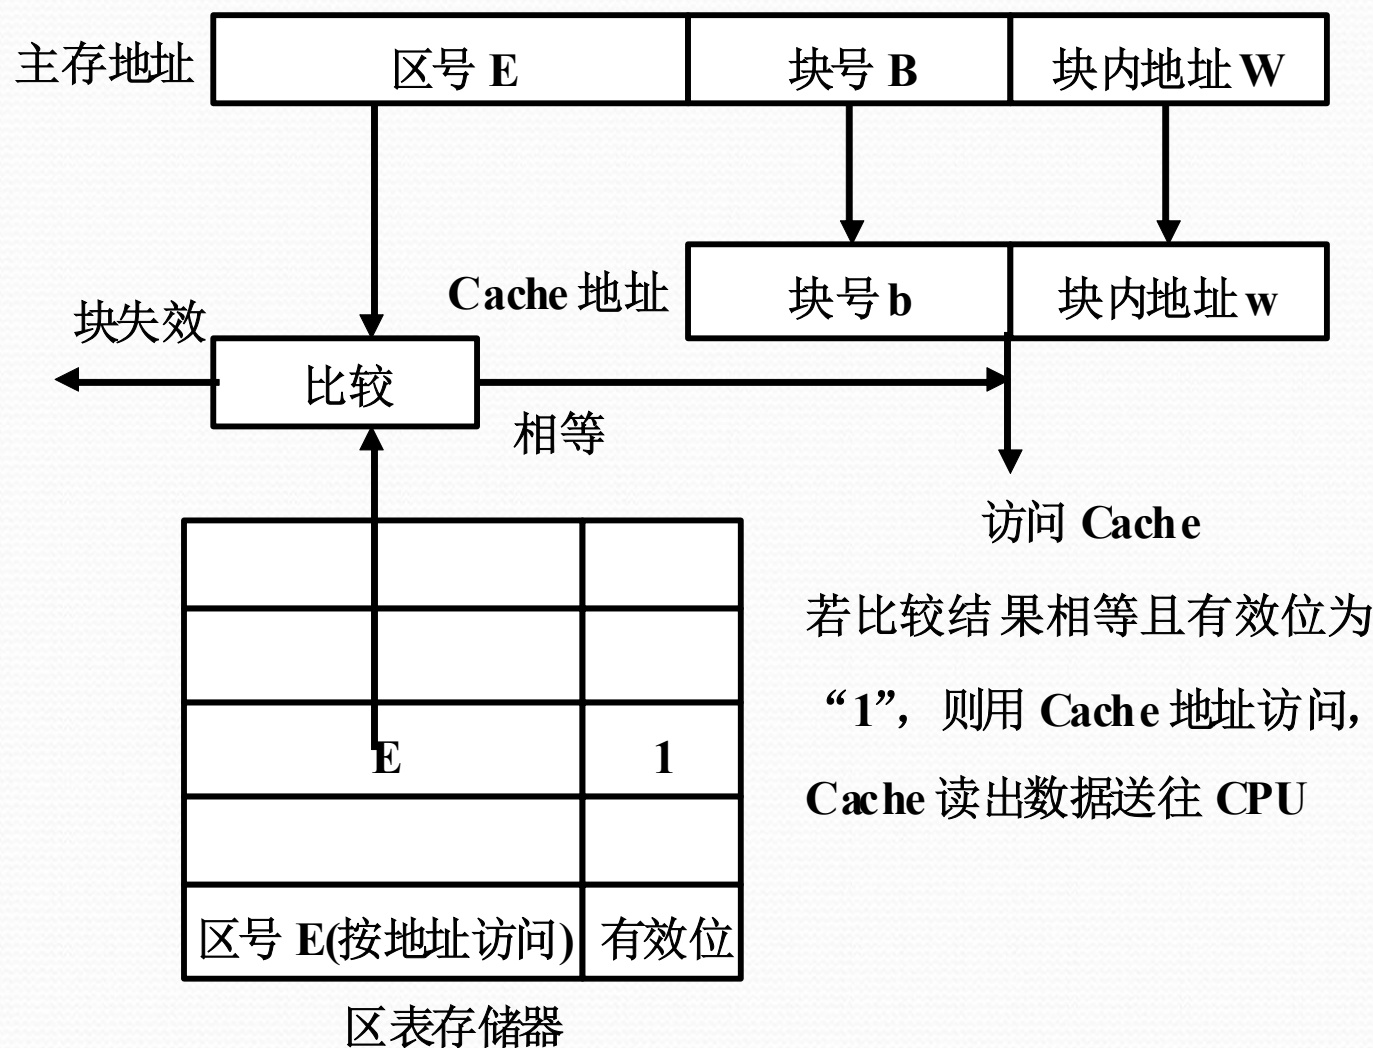 主存地址 区号 E 块号 B 块内地址 W
Cache 地址 块号 b 块内地址 w
块失效
比较
相等
访问 Cache
若比较结果相等且有效位为
“1”，则用 Cache 地址访问，
Cache 读出数据送往 CPU
E 1
区号 E(按地址访问) 有效位
区表存储器